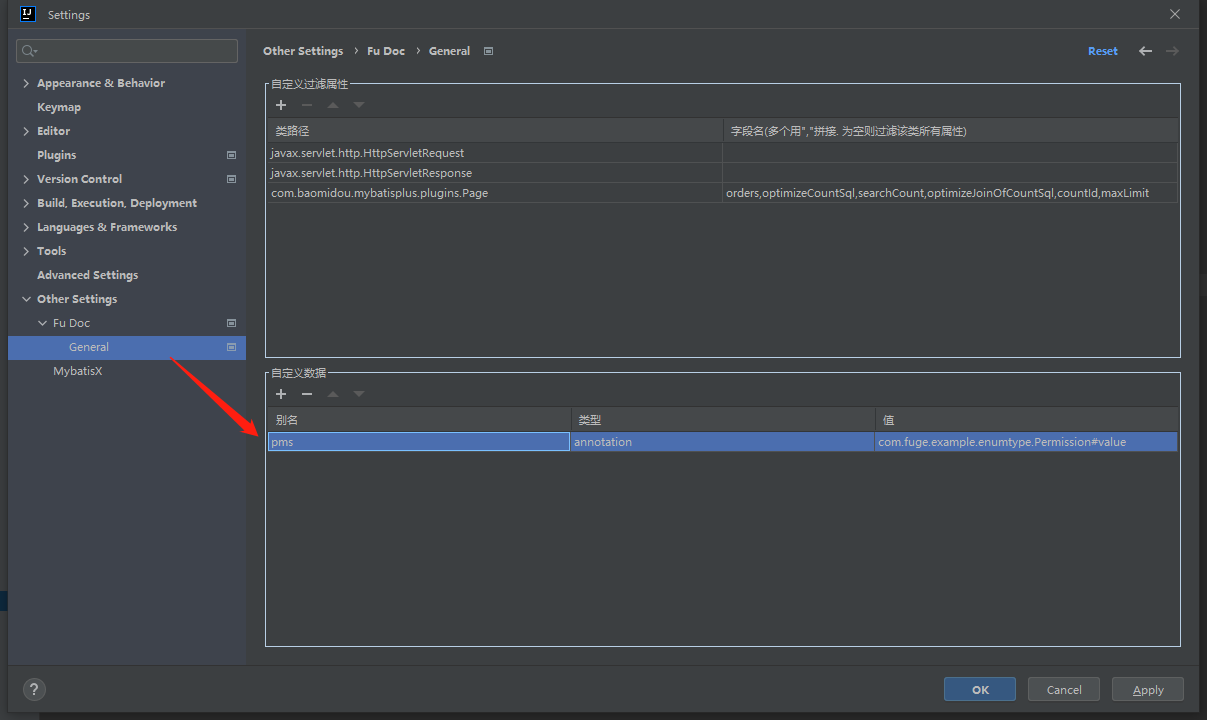 IJ
Settings
Other Settings › Fu Doc › General
Reset
Appearance & Behavior
Keymap
Editor
Plugins
Version Control
Build, Execution, Deployment
Languages & Frameworks
Tools
Advanced Settings
Other Settings
Fu Doc
General
MybatisX
自定义过滤属性
类路径 字段名(多个用","拼接. 为空则过滤该类所有属性)
javax.servlet.http.HttpServletRequest
javax.servlet.http.HttpServletResponse
com.baomidou.mybatisplus.plugins.Page orders,optimizeCountSql,searchCount,optimizeJoinOfCountSql,countId,maxLimit
自定义数据
别名 类型 值
pms annotation com.fuge.example.enumtype.Permission#value
?
OK Cancel Apply